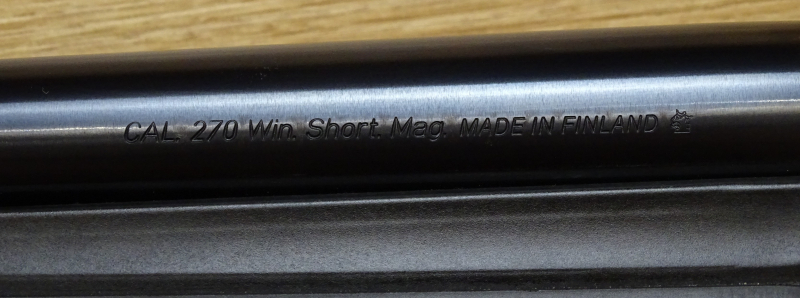 CAL. 270 Win. Short. Mag. MADE IN FINLAND